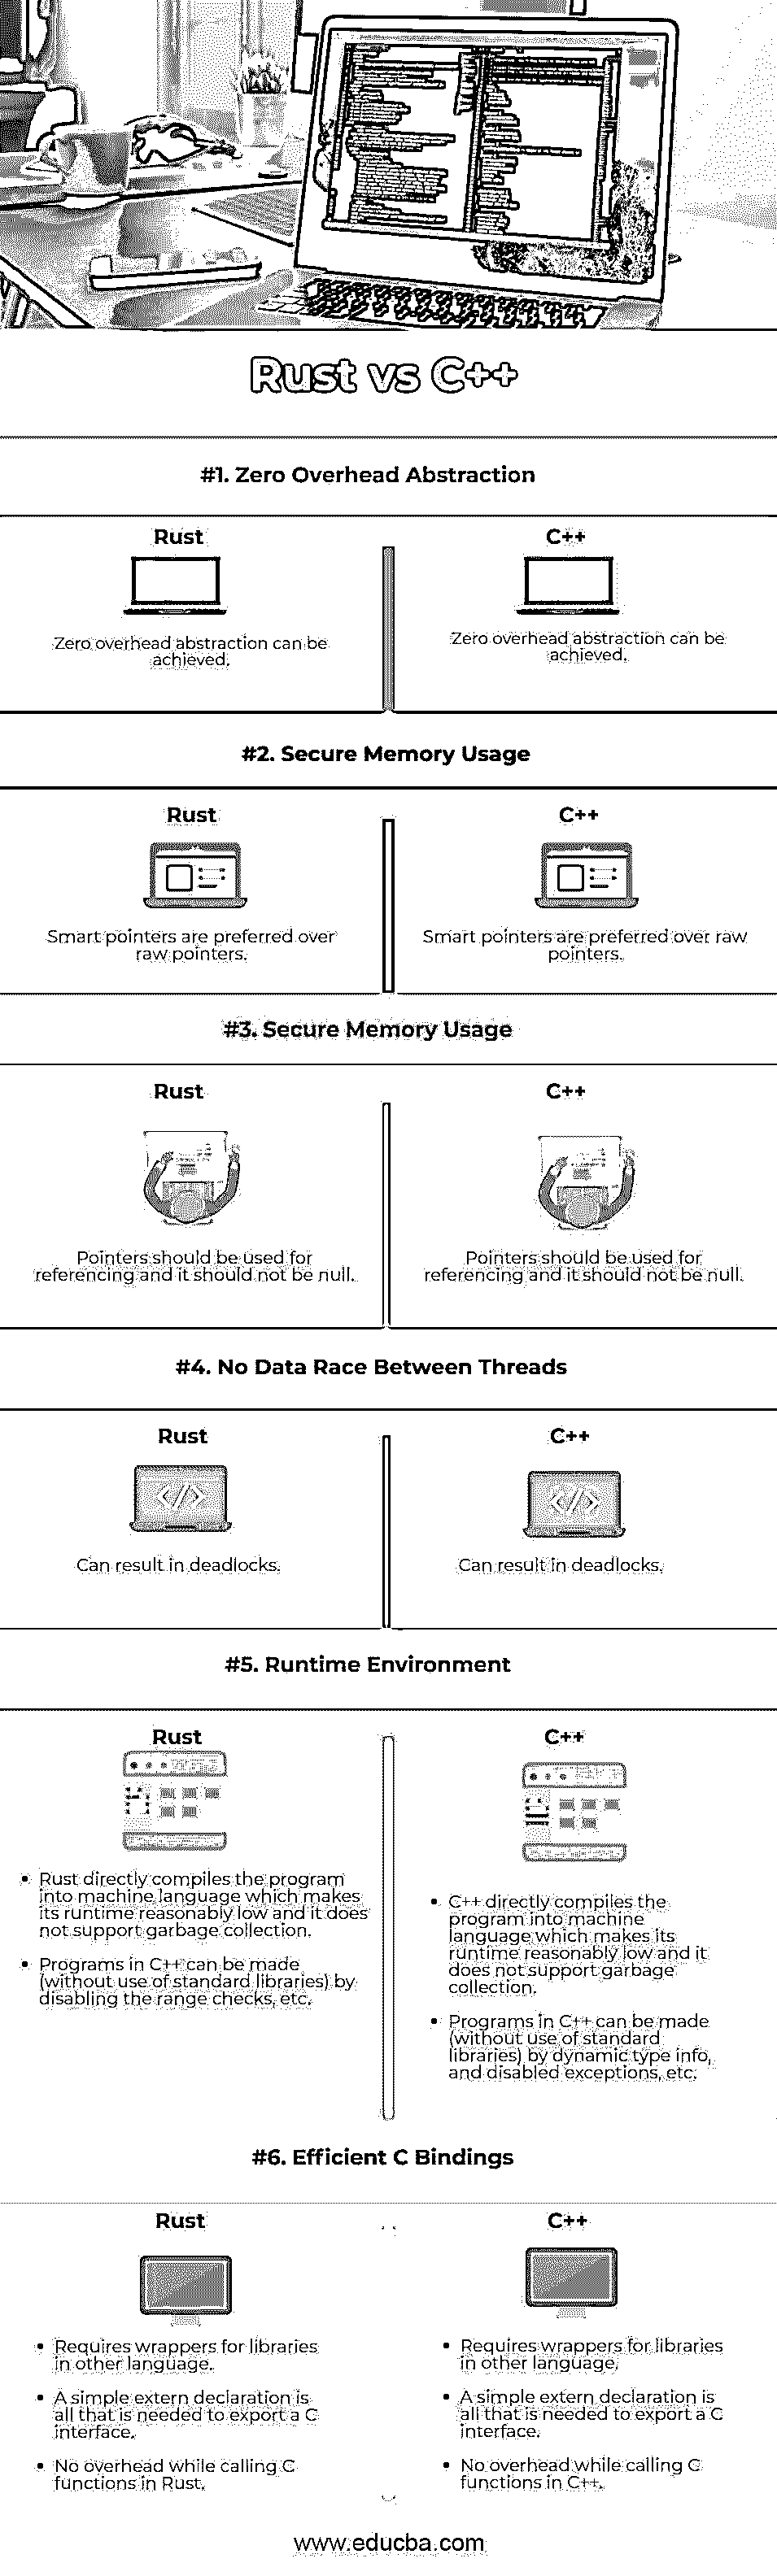 Rust vs C++
#1. Zero Overhead Abstraction
Rust
Zero overhead abstraction can be
achieved.
C++
Zero overhead abstraction can be
achieved.
#2. Secure Memory Usage
Rust
Smart pointers are preferred over
raw pointers.
C++
Smart pointers are preferred over raw
pointers.
#3. Secure Memory Usage
Rust
Pointers should be used for
referencing and it should not be null.
C++
Pointers should be used for
referencing and it should not be null.
#4. No Data Race Between Threads
Rust
Can result in deadlocks.
C++
Can result in deadlocks.
#5. Runtime Environment
Rust
• Rust directly compiles the program
into machine language which makes
its runtime reasonably low and it does
not support garbage collection.
• Programs in C++ can be made
(without use of standard libraries) by
disabling the range checks, etc.
C++
• C++ directly compiles the
program into machine
language which makes its
runtime reasonably low and it
does not support garbage
collection.
• Programs in C++ can be made
(without use of standard
libraries) by dynamic type info,
and disabled exceptions, etc.
#6. Efficient C Bindings
Rust
• Requires wrappers for libraries
in other language.
• A simple extern declaration is
all that is needed to export a C
interface.
• No overhead while calling C
functions in Rust.
C++
• Requires wrappers for libraries
in other language.
• A simple extern declaration is
all that is needed to export a C
interface.
• No overhead while calling C
functions in C++.
www.educba.com